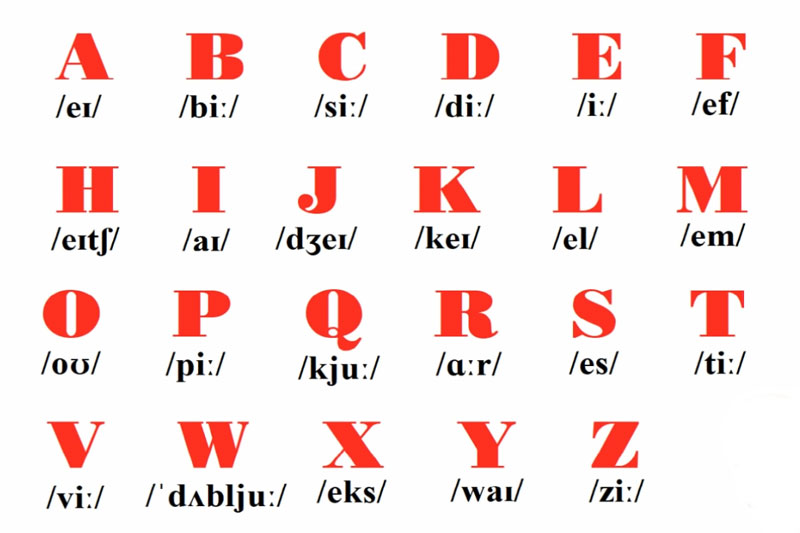 A B C D E F
/eɪ/ /biː/ /siː/ /diː/ /iː/ /ef/
H I J K L M
/eɪtʃ/ /aɪ/ /dʒeɪ/ /keɪ/ /el/ /em/
O P Q R S T
/oʊ/ /piː/ /kjuː/ /ɑːr/ /es/ /tiː/
V W X Y Z
/viː/ /ˈdʌbljuː/ /eks/ /waɪ/ /ziː/